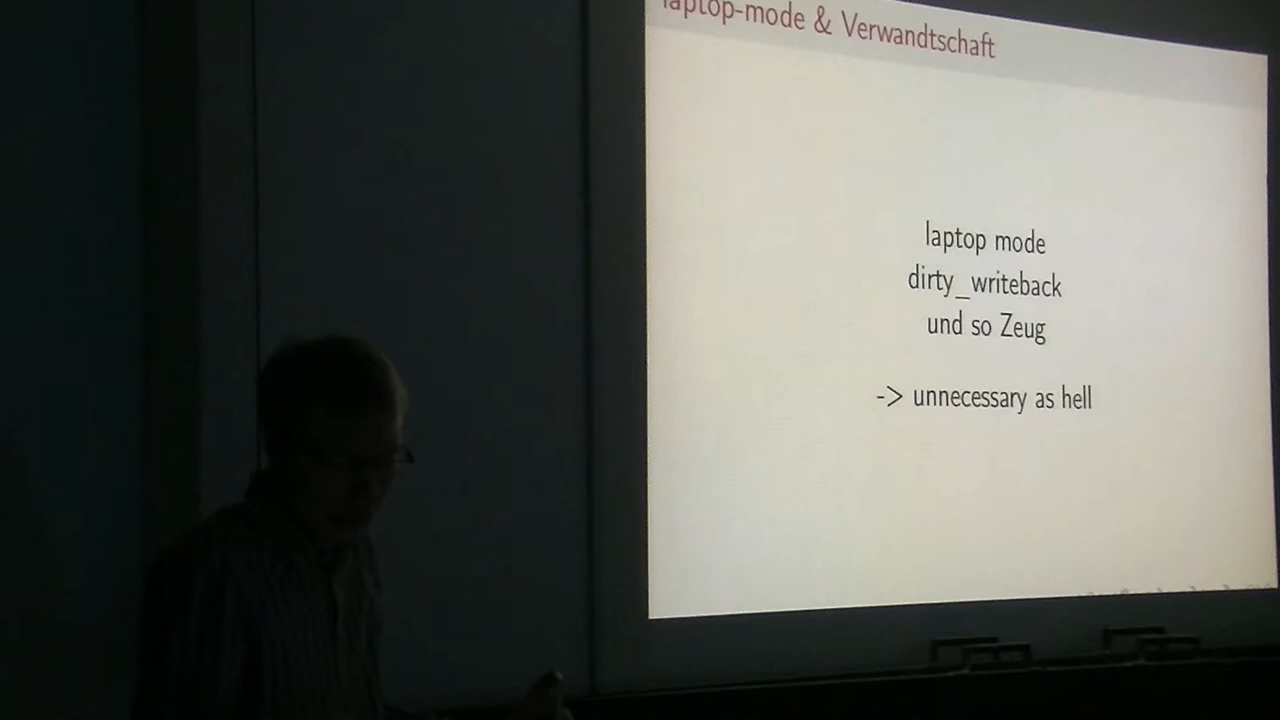 laptop-mode & Verwandtschaft
laptop mode
dirty_writeback
und so Zeug
-> unnecessary as hell